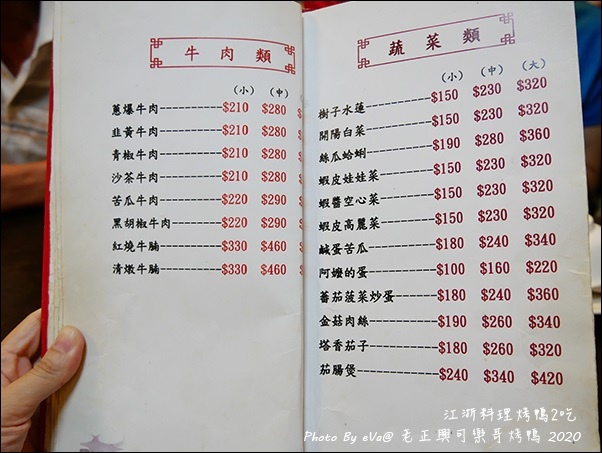 牛肉類
(小) (中)
蔥爆牛肉----------$210 $280
韭黃牛肉----------$210 $280
青椒牛肉----------$210 $280
沙茶牛肉----------$210 $280
苦瓜牛肉----------$220 $290
黑胡椒牛肉--------$220 $290
紅燒牛腩----------$330 $460
清燉牛腩----------$330 $460
蔬菜類
(小) (中) (大)
樹子水蓮----------$150 $230 $320
開陽白菜----------$150 $230 $320
絲瓜蛤蜊----------$190 $280 $360
蝦皮娃娃菜--------$150 $230 $320
蝦醬空心菜--------$150 $230 $320
蝦皮高麗菜--------$150 $230 $320
鹹蛋苦瓜----------$180 $240 $340
阿嬤的蛋----------$100 $160 $220
蕃茄菠菜炒蛋------$180 $240 $360
金菇肉絲----------$190 $260 $340
塔香茄子----------$180 $260 $320
茄腸煲------------$240 $340 $420
江浙料理烤鴨2吃
Photo By eVa@ 老正興可樂哥烤鴨 2020